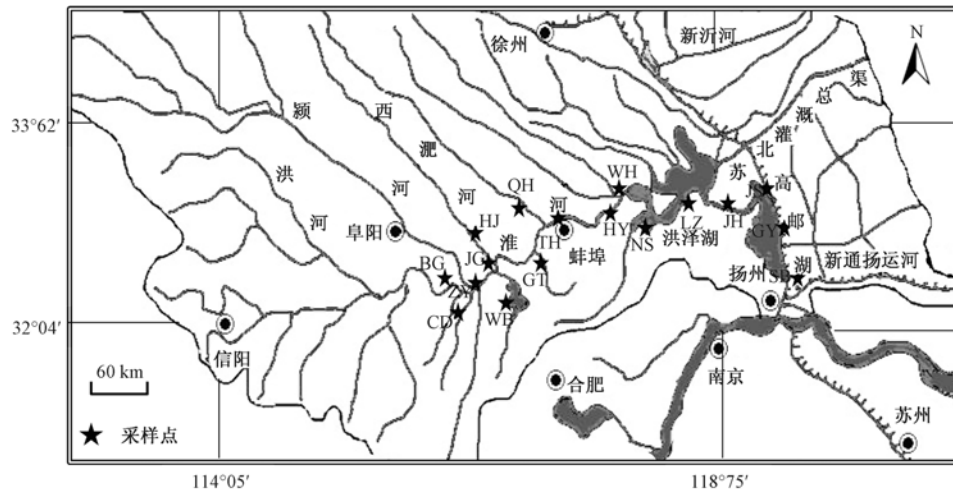 徐州
新沂河
N
33°62′
颍
西
淝
河
洪
河
河
阜阳
苏
北
灌
溉
总
渠
高
邮
湖
WH
QH
河
HJ
淮
TH
HY
NS
LZ
JH
GY
洪泽湖
JG
BG
GT
蚌埠
新通扬运河
扬州
WB
CD
32°04′
信阳
60 km
合肥
南京
苏州
采样点
114°05′
118°75′